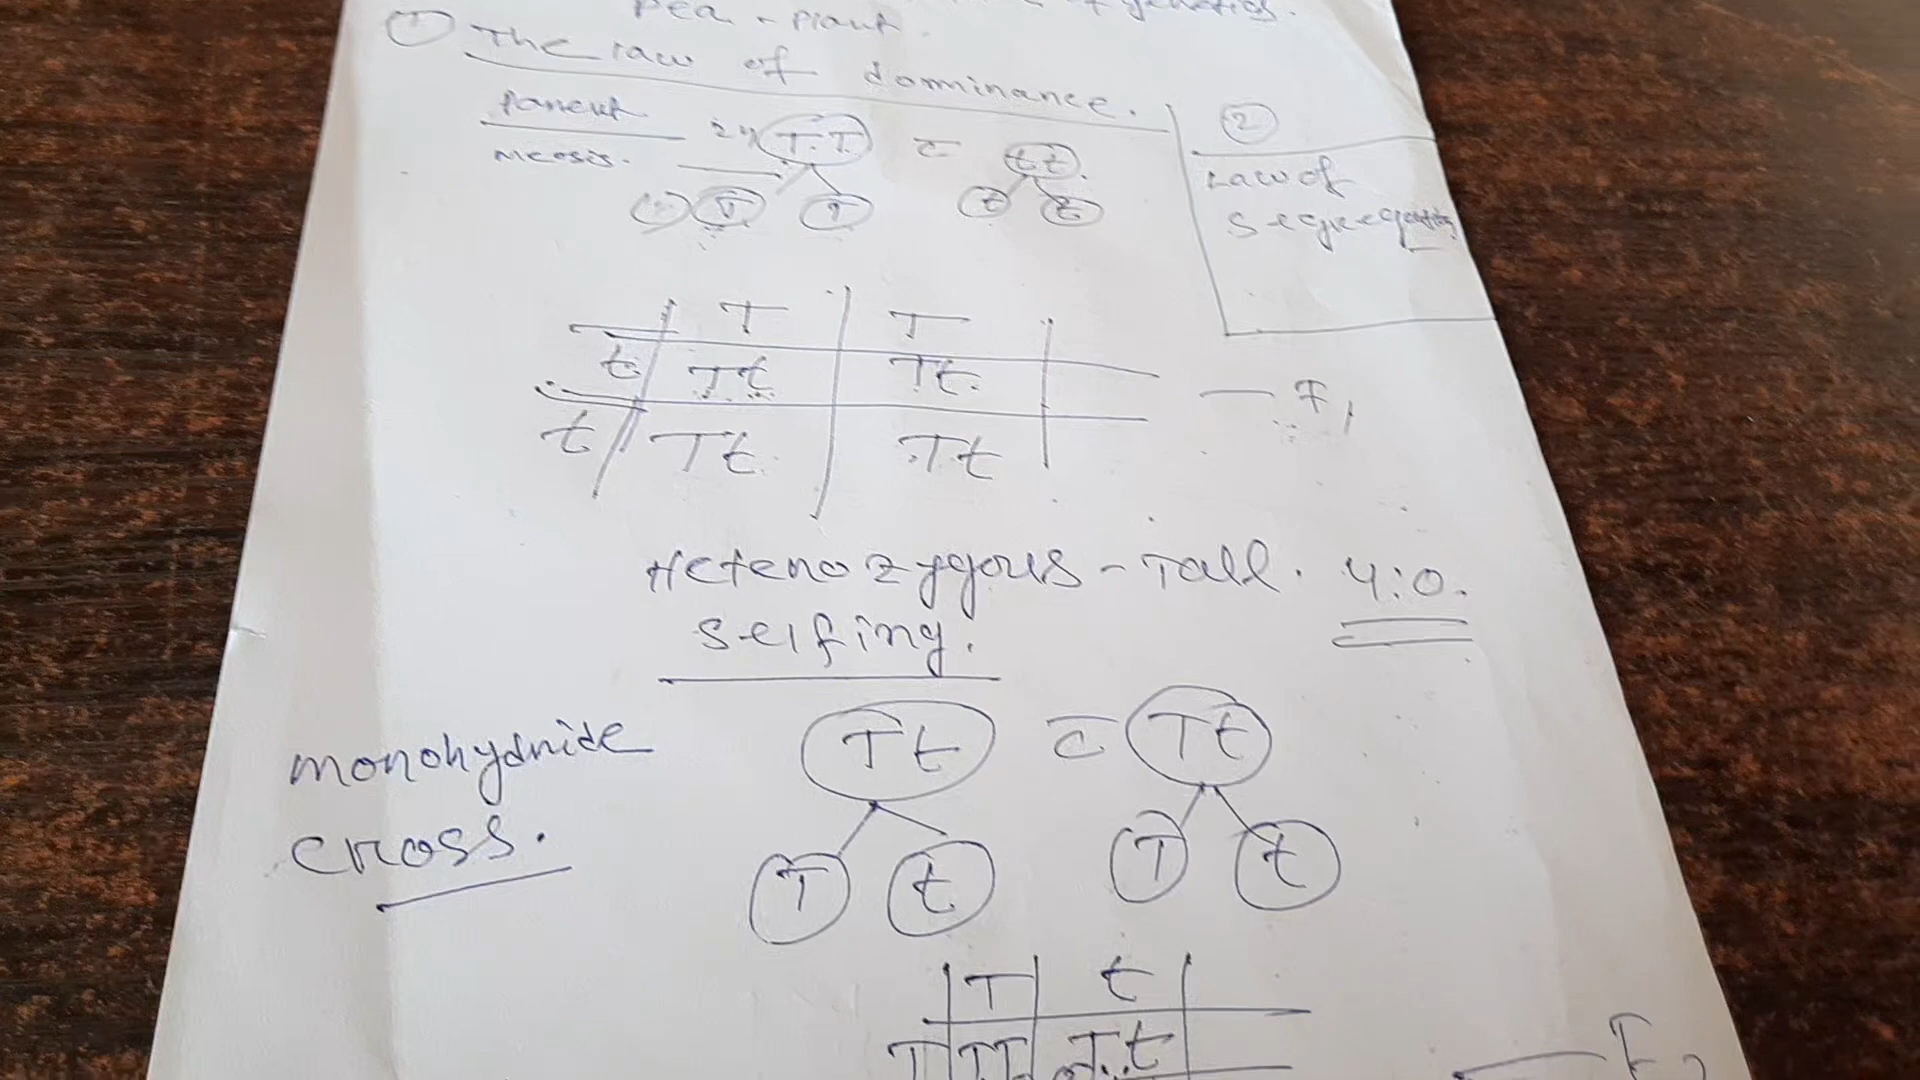 Pea - Plant. genetics.
① The law of dominance.
Parent 2n T.T c tt.
meosis.
T T t t
②
Law of
Segregation
T T
t Tt Tt — F1
t Tt Tt
Heterozygous - Tall. 4:0.
selfing.
monohydride
cross.
Tt c Tt
T t T t
T t
T TT Tt